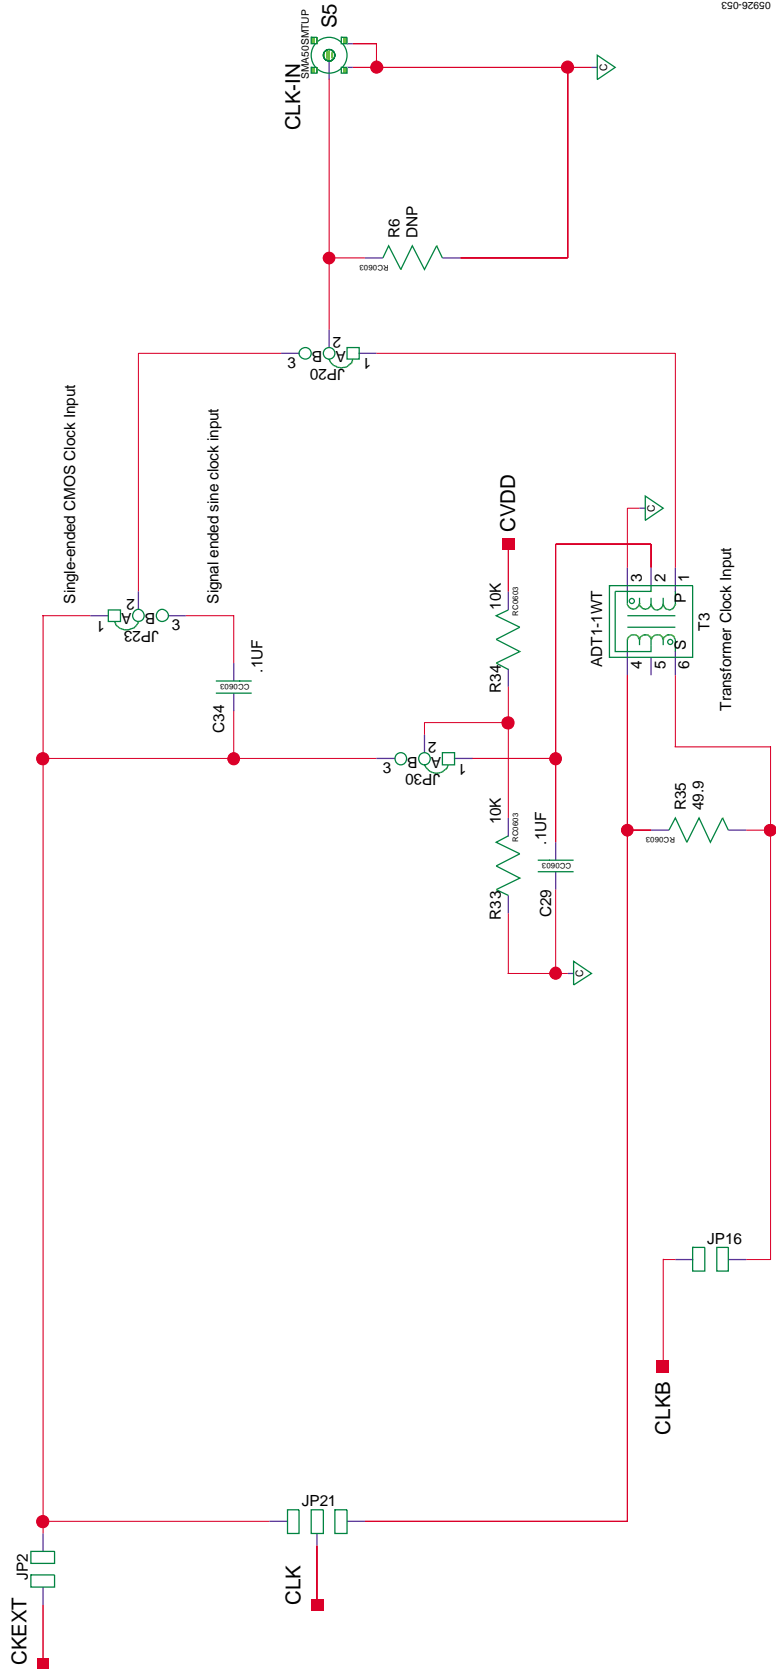 05926-053
S5
SMA50SMTUP
CLK-IN
C
R6
DNP
RC0603
2
3 B A 1
JP20
Single-ended CMOS Clock Input
Signal ended sine clock input
1 A 2 B 3
JP23
CVDD
C
10K
RC0603
R34
ADT1-1WT
3
2
1
P
S
4
5
6
T3
Transformer Clock Input
.1UF
CC0603
C34
3 B 2 A 1
JP30
10K
RC0603
R33
.1UF
CC0603
C29
C
R35
49.9
RC0603
JP16
CLKB
JP21
CLK
JP2
CKEXT